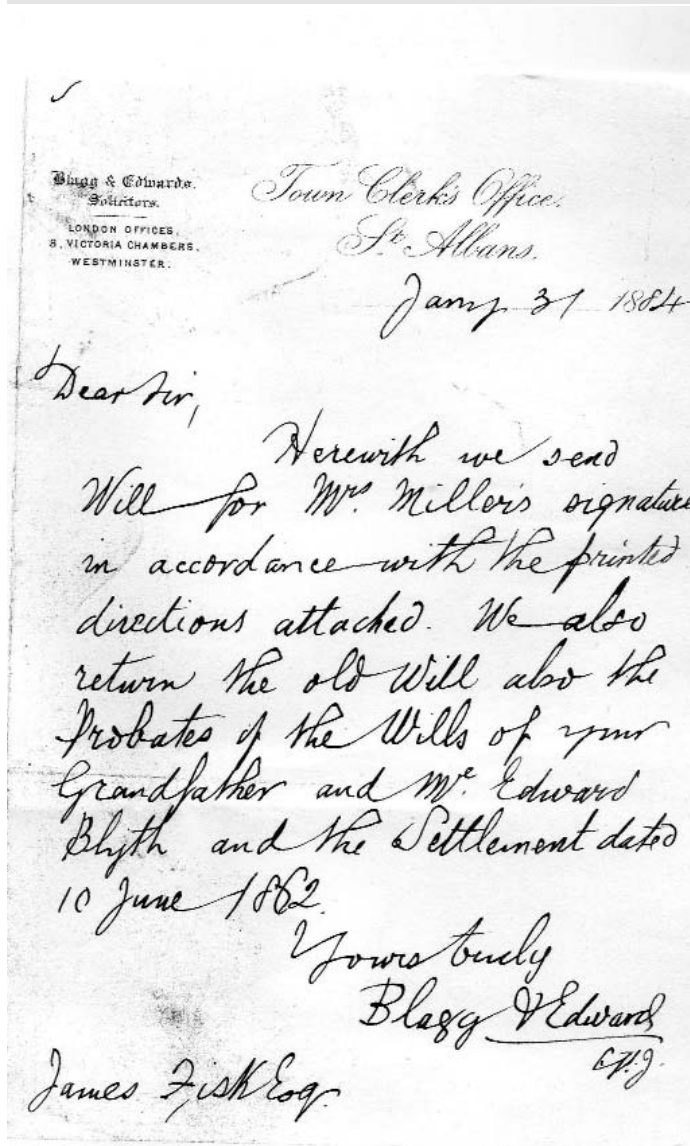 Blagg & Edwards.
Solicitors.
LONDON OFFICES.
8, VICTORIA CHAMBERS,
WESTMINSTER.
Town Clerk's Office.
St. Albans.
Jany 31 1884
Dear Sir,
Herewith we send
Will for Mrs. Miller's signature
in accordance with the printed
directions attached. We also
return the old Will also the
Probates of the Wills of your
Grandfather and Mr. Edward
Blyth and the Settlement dated
10 June 1862.
Yours truly
Blagg & Edwards
James Fisk Esq.